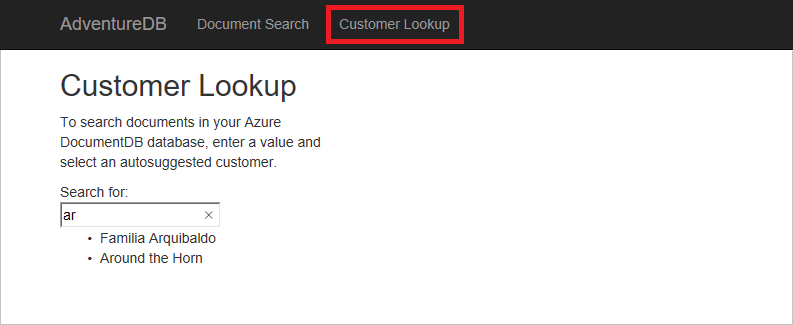 AdventureDB Document Search Customer Lookup
Customer Lookup
To search documents in your Azure
DocumentDB database, enter a value and
select an autosuggested customer.
Search for:
ar
• Familia Arquibaldo
• Around the Horn